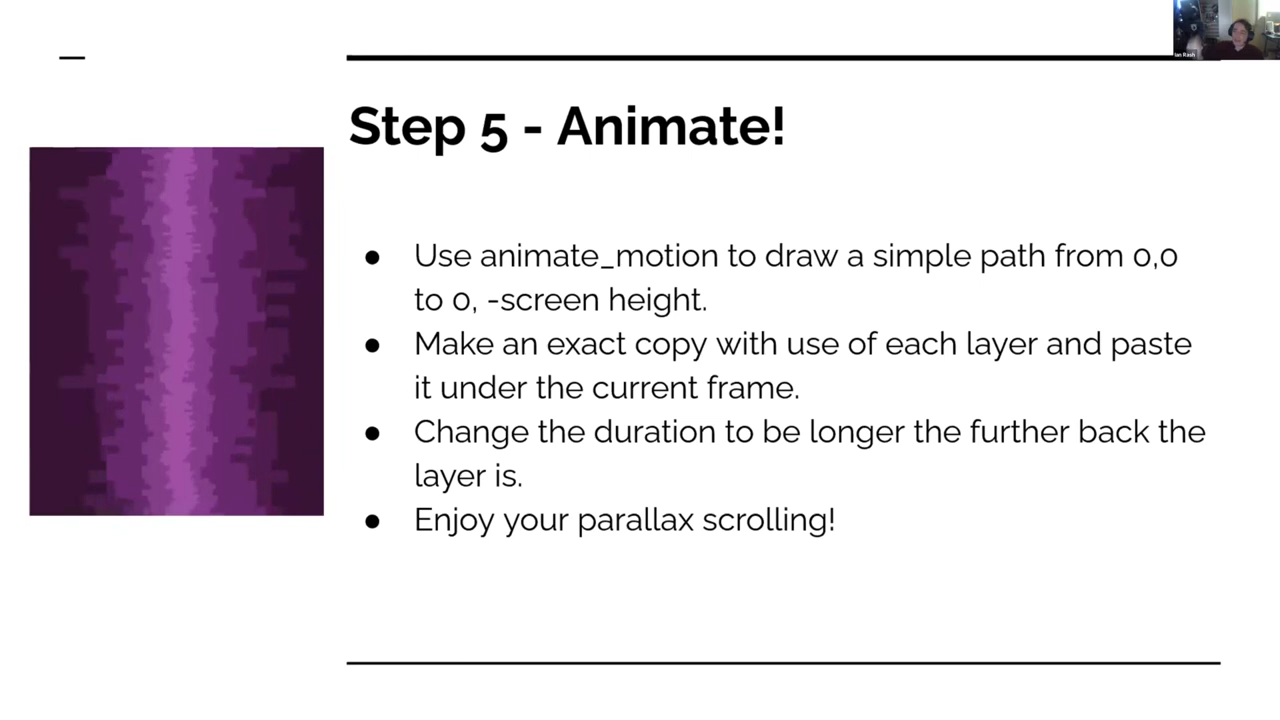 Ian Rash
Step 5 - Animate!
● Use animate_motion to draw a simple path from 0,0
to 0, -screen height.
● Make an exact copy with use of each layer and paste
it under the current frame.
● Change the duration to be longer the further back the
layer is.
● Enjoy your parallax scrolling!